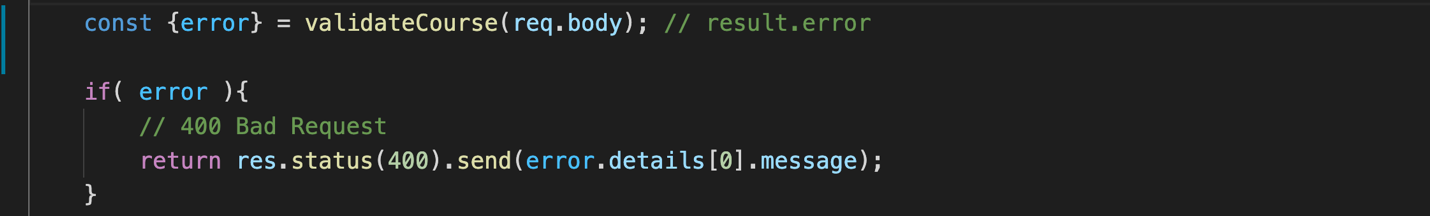 const {error} = validateCourse(req.body); // result.error
if( error ){
// 400 Bad Request
return res.status(400).send(error.details[0].message);
}